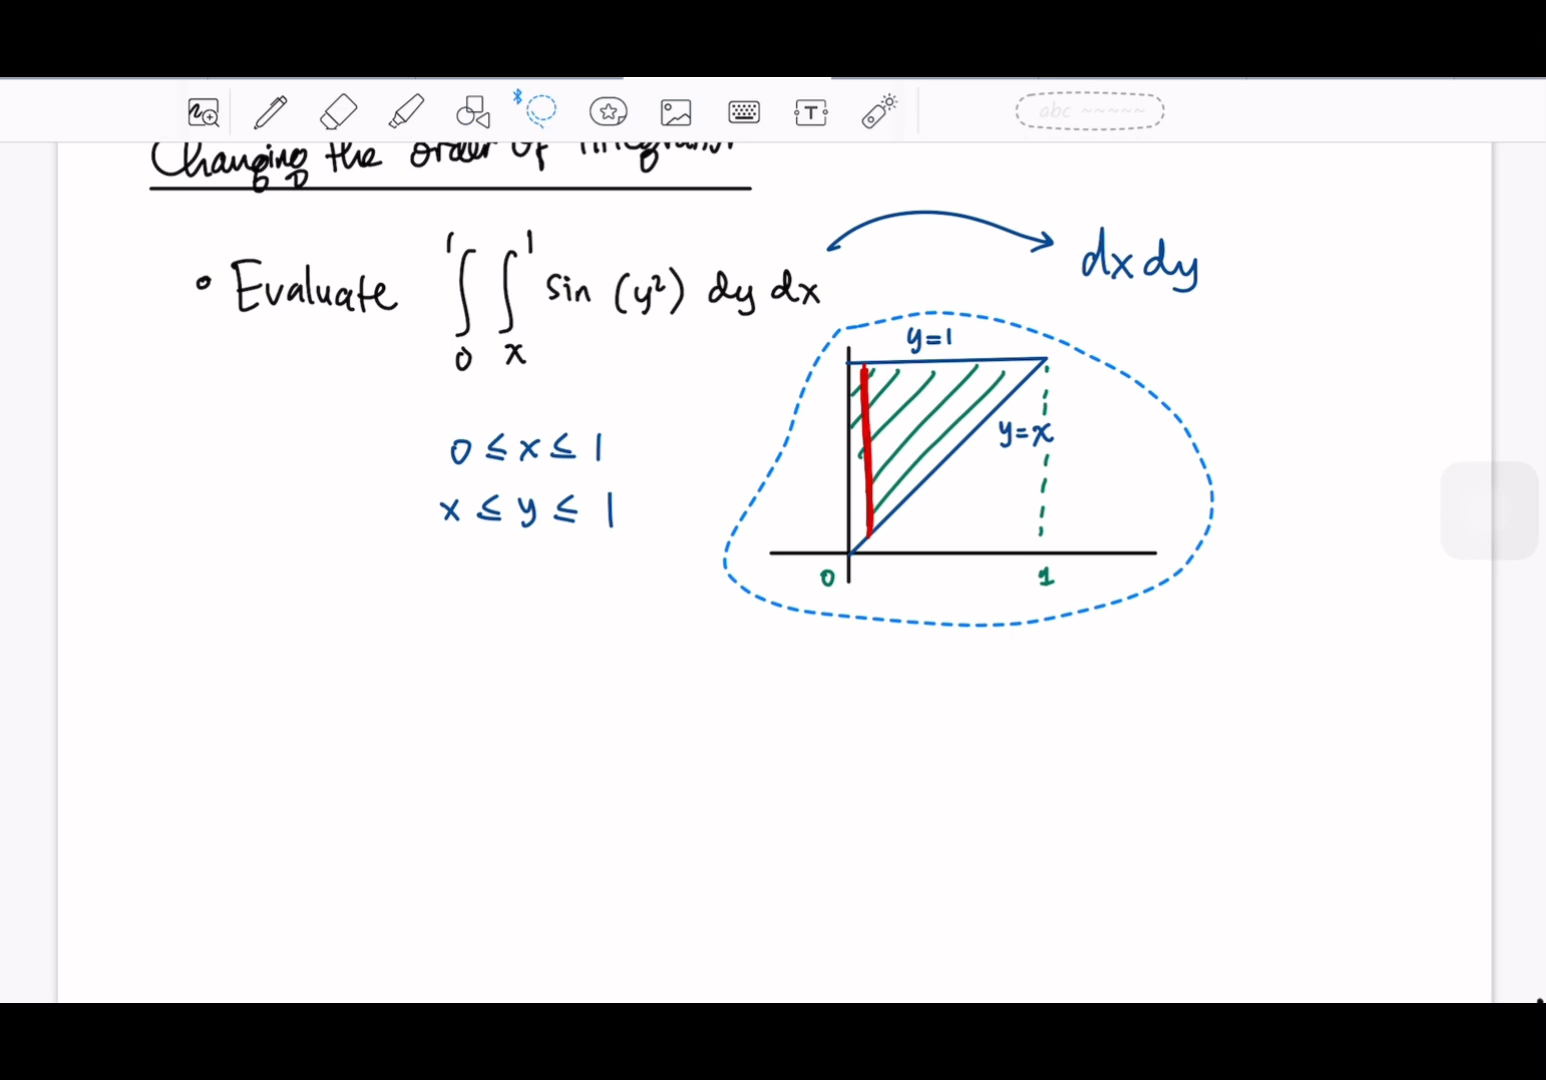 Changing the order of
• Evaluate ∫₀¹ ∫ₓ¹ sin (y²) dy dx
dx dy
y=1
0 ≤ x ≤ 1
y=x
x ≤ y ≤ 1
0
1
T
abc